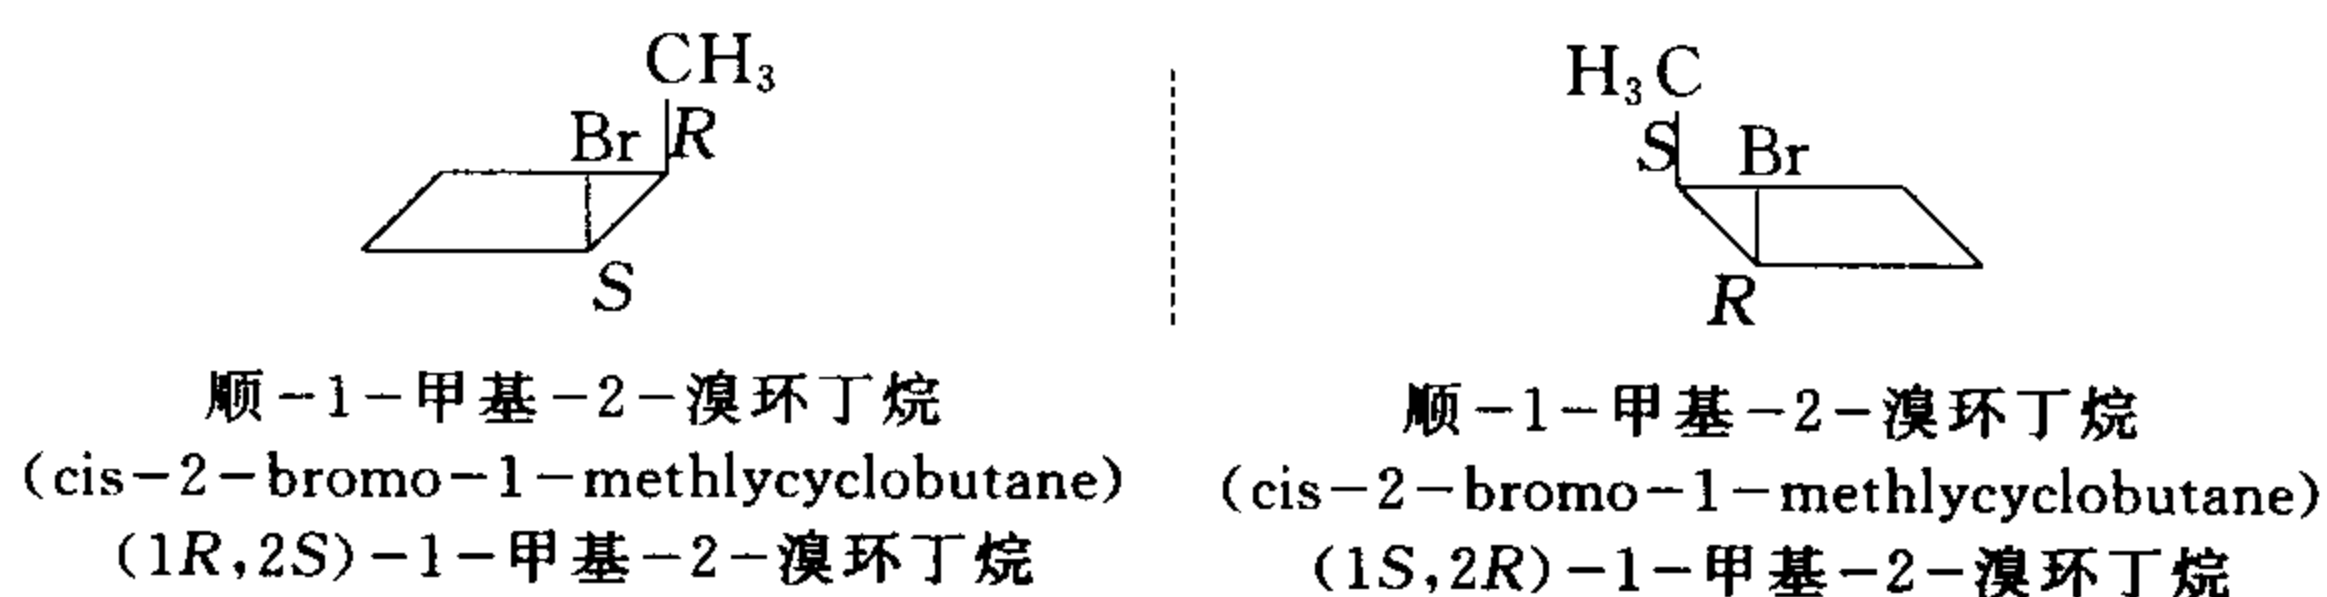 CH₃
Br R
S
顺-1-甲基-2-溴环丁烷
(cis-2-bromo-1-methlycyclobutane)
(1R,2S)-1-甲基-2-溴环丁烷
H₃C
S Br
R
顺-1-甲基-2-溴环丁烷
(cis-2-bromo-1-methlycyclobutane)
(1S,2R)-1-甲基-2-溴环丁烷